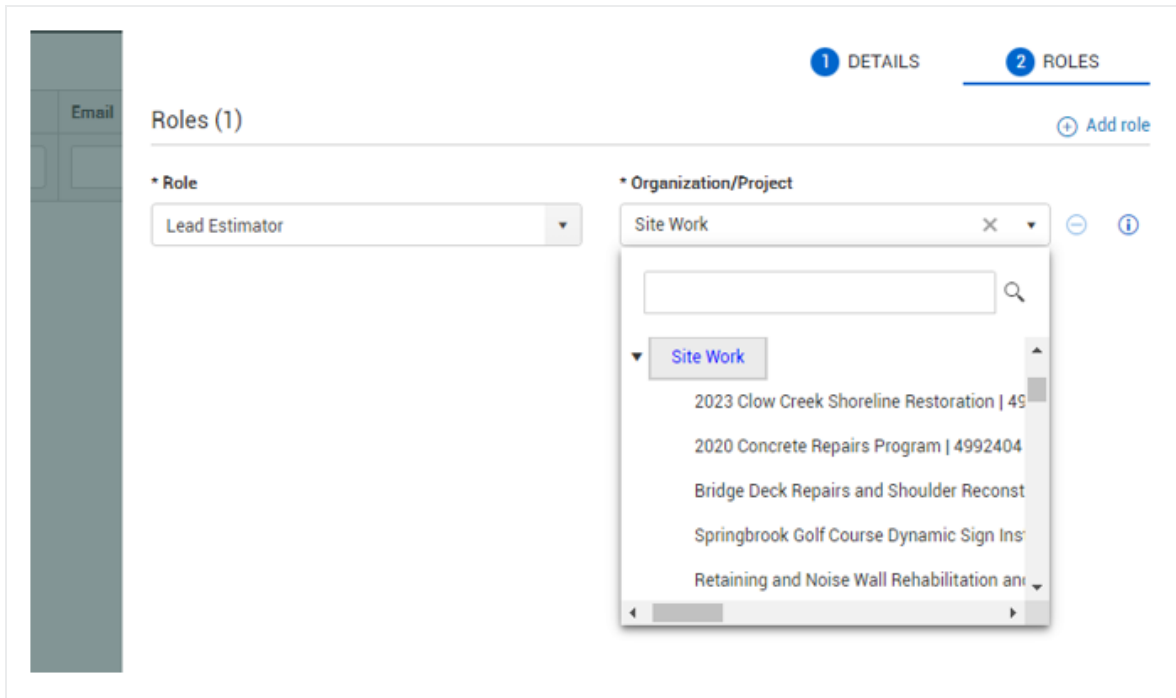 1 DETAILS
2 ROLES
Email
Roles (1)
Add role
* Role
* Organization/Project
Lead Estimator
Site Work
Site Work
2023 Clow Creek Shoreline Restoration | 49
2020 Concrete Repairs Program | 4992404
Bridge Deck Repairs and Shoulder Reconst
Springbrook Golf Course Dynamic Sign Ins
Retaining and Noise Wall Rehabilitation an